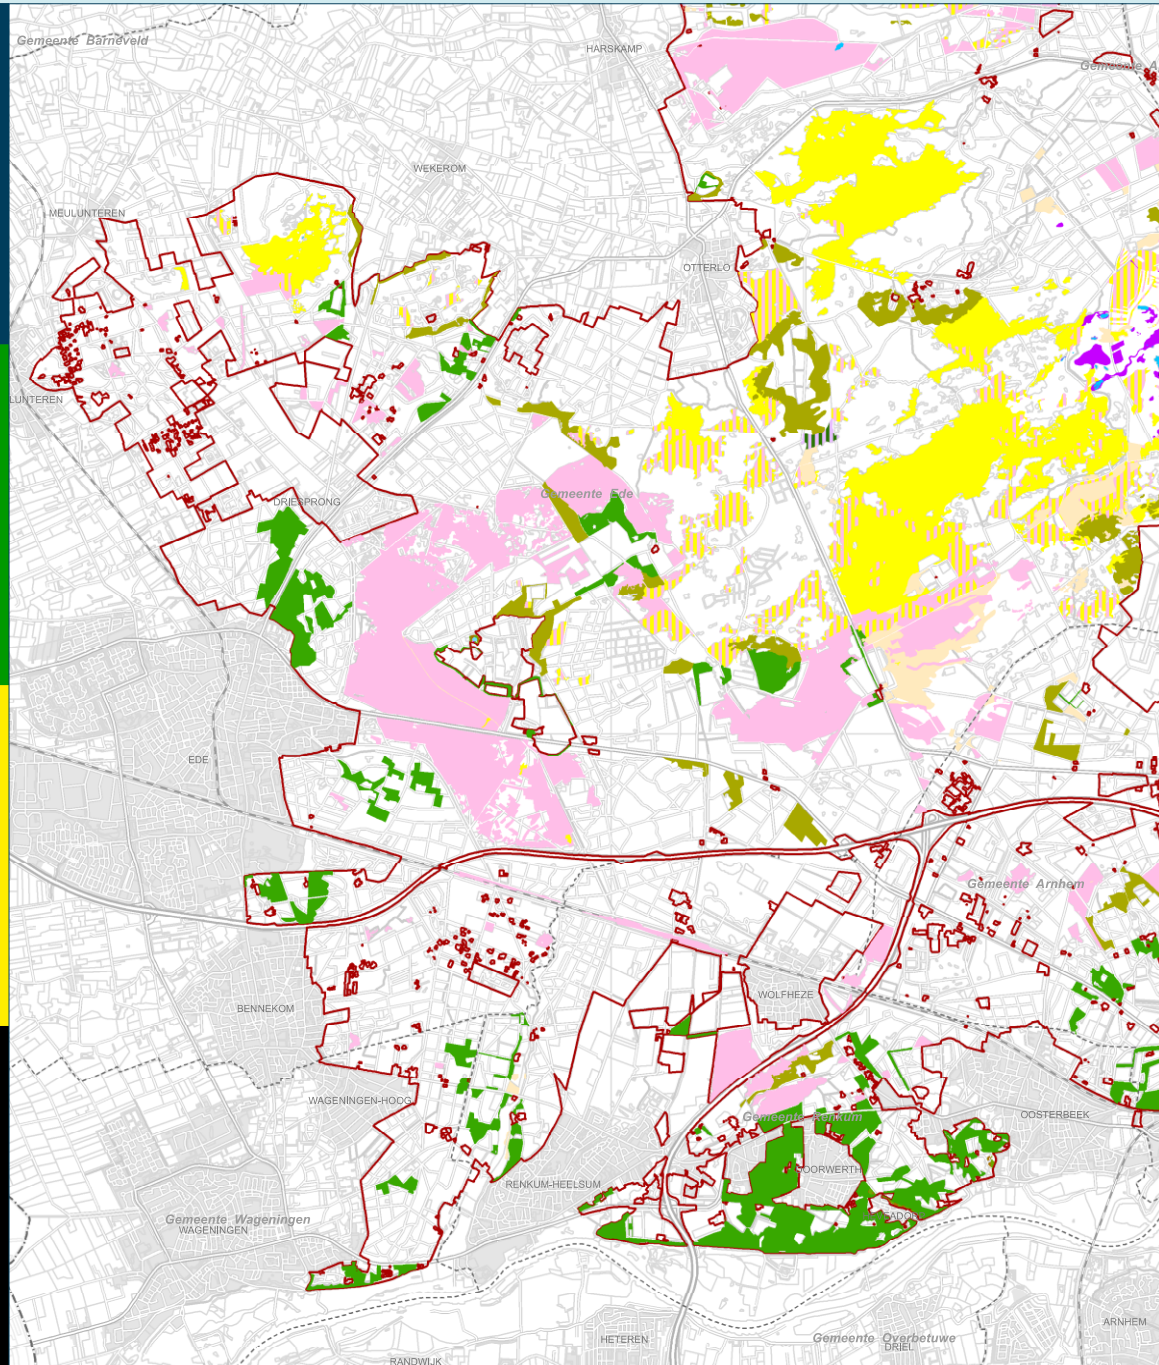 Gemeente Barneveld
HARSKAMP
Gemeente A
WEKEROM
MEULUNTEREN
OTTERLO
LUNTEREN
Gemeente Ede
DRIESPRONG
EDE
Gemeente Arnhem
WOLFHEZE
BENNEKOM
WAGENINGEN-HOOG
Gemeente Renkum
OOSTERBEEK
DOORWERTH
RENKUM-HEELSUM
Gemeente Wageningen
WAGENINGEN
ARNHEM
HETEREN
Gemeente Overbetuwe
DRIEL
RANDWIJK